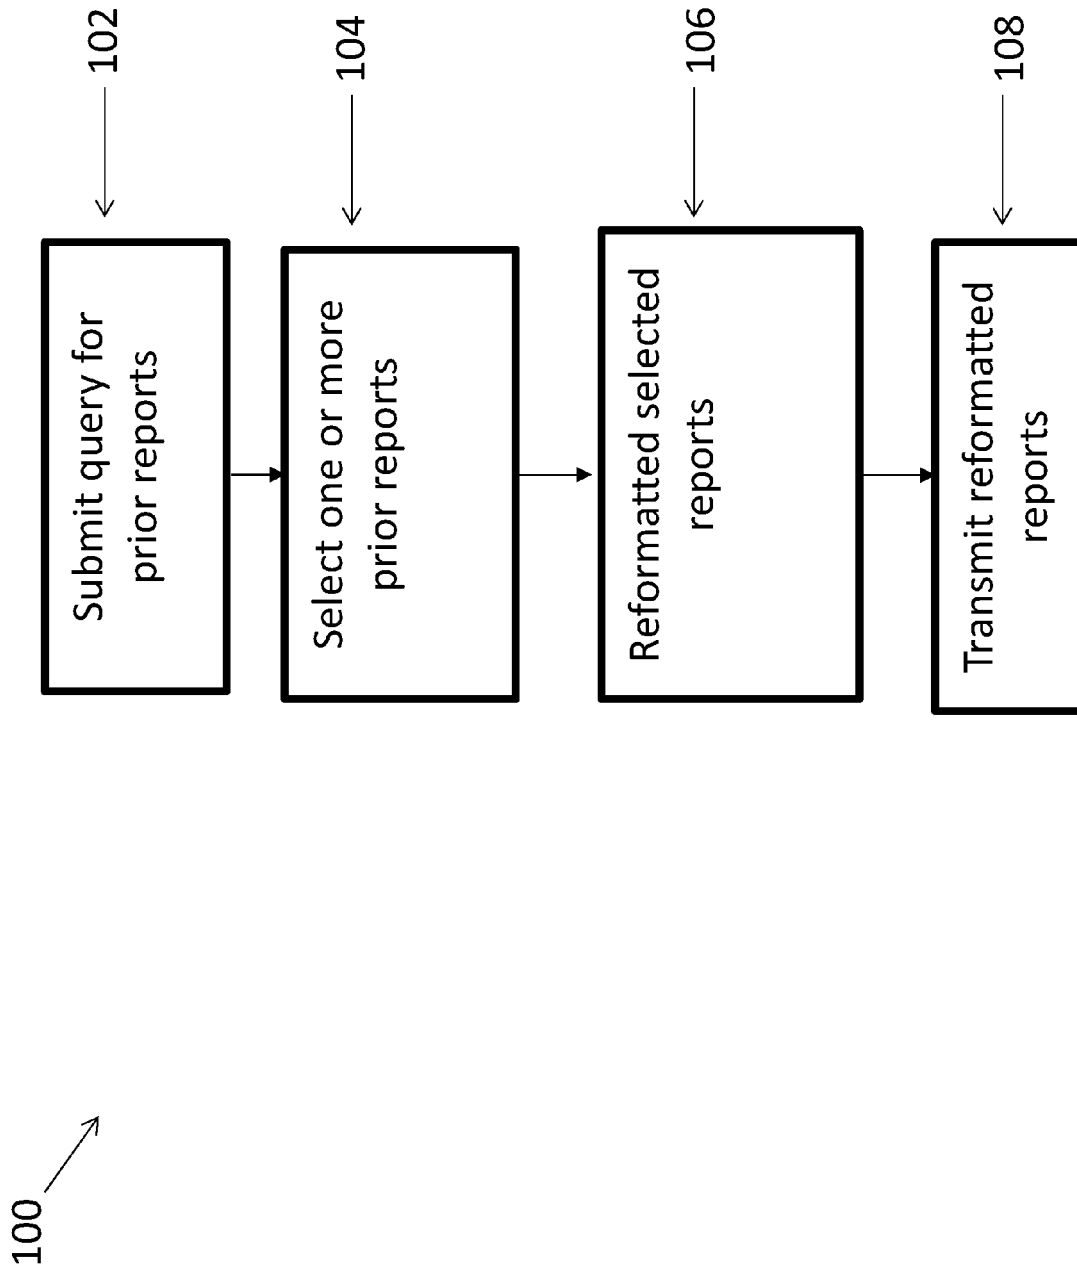 100
Submit query for
prior reports
102
Select one or more
prior reports
104
Reformatted selected
reports
106
Transmit reformatted
reports
108